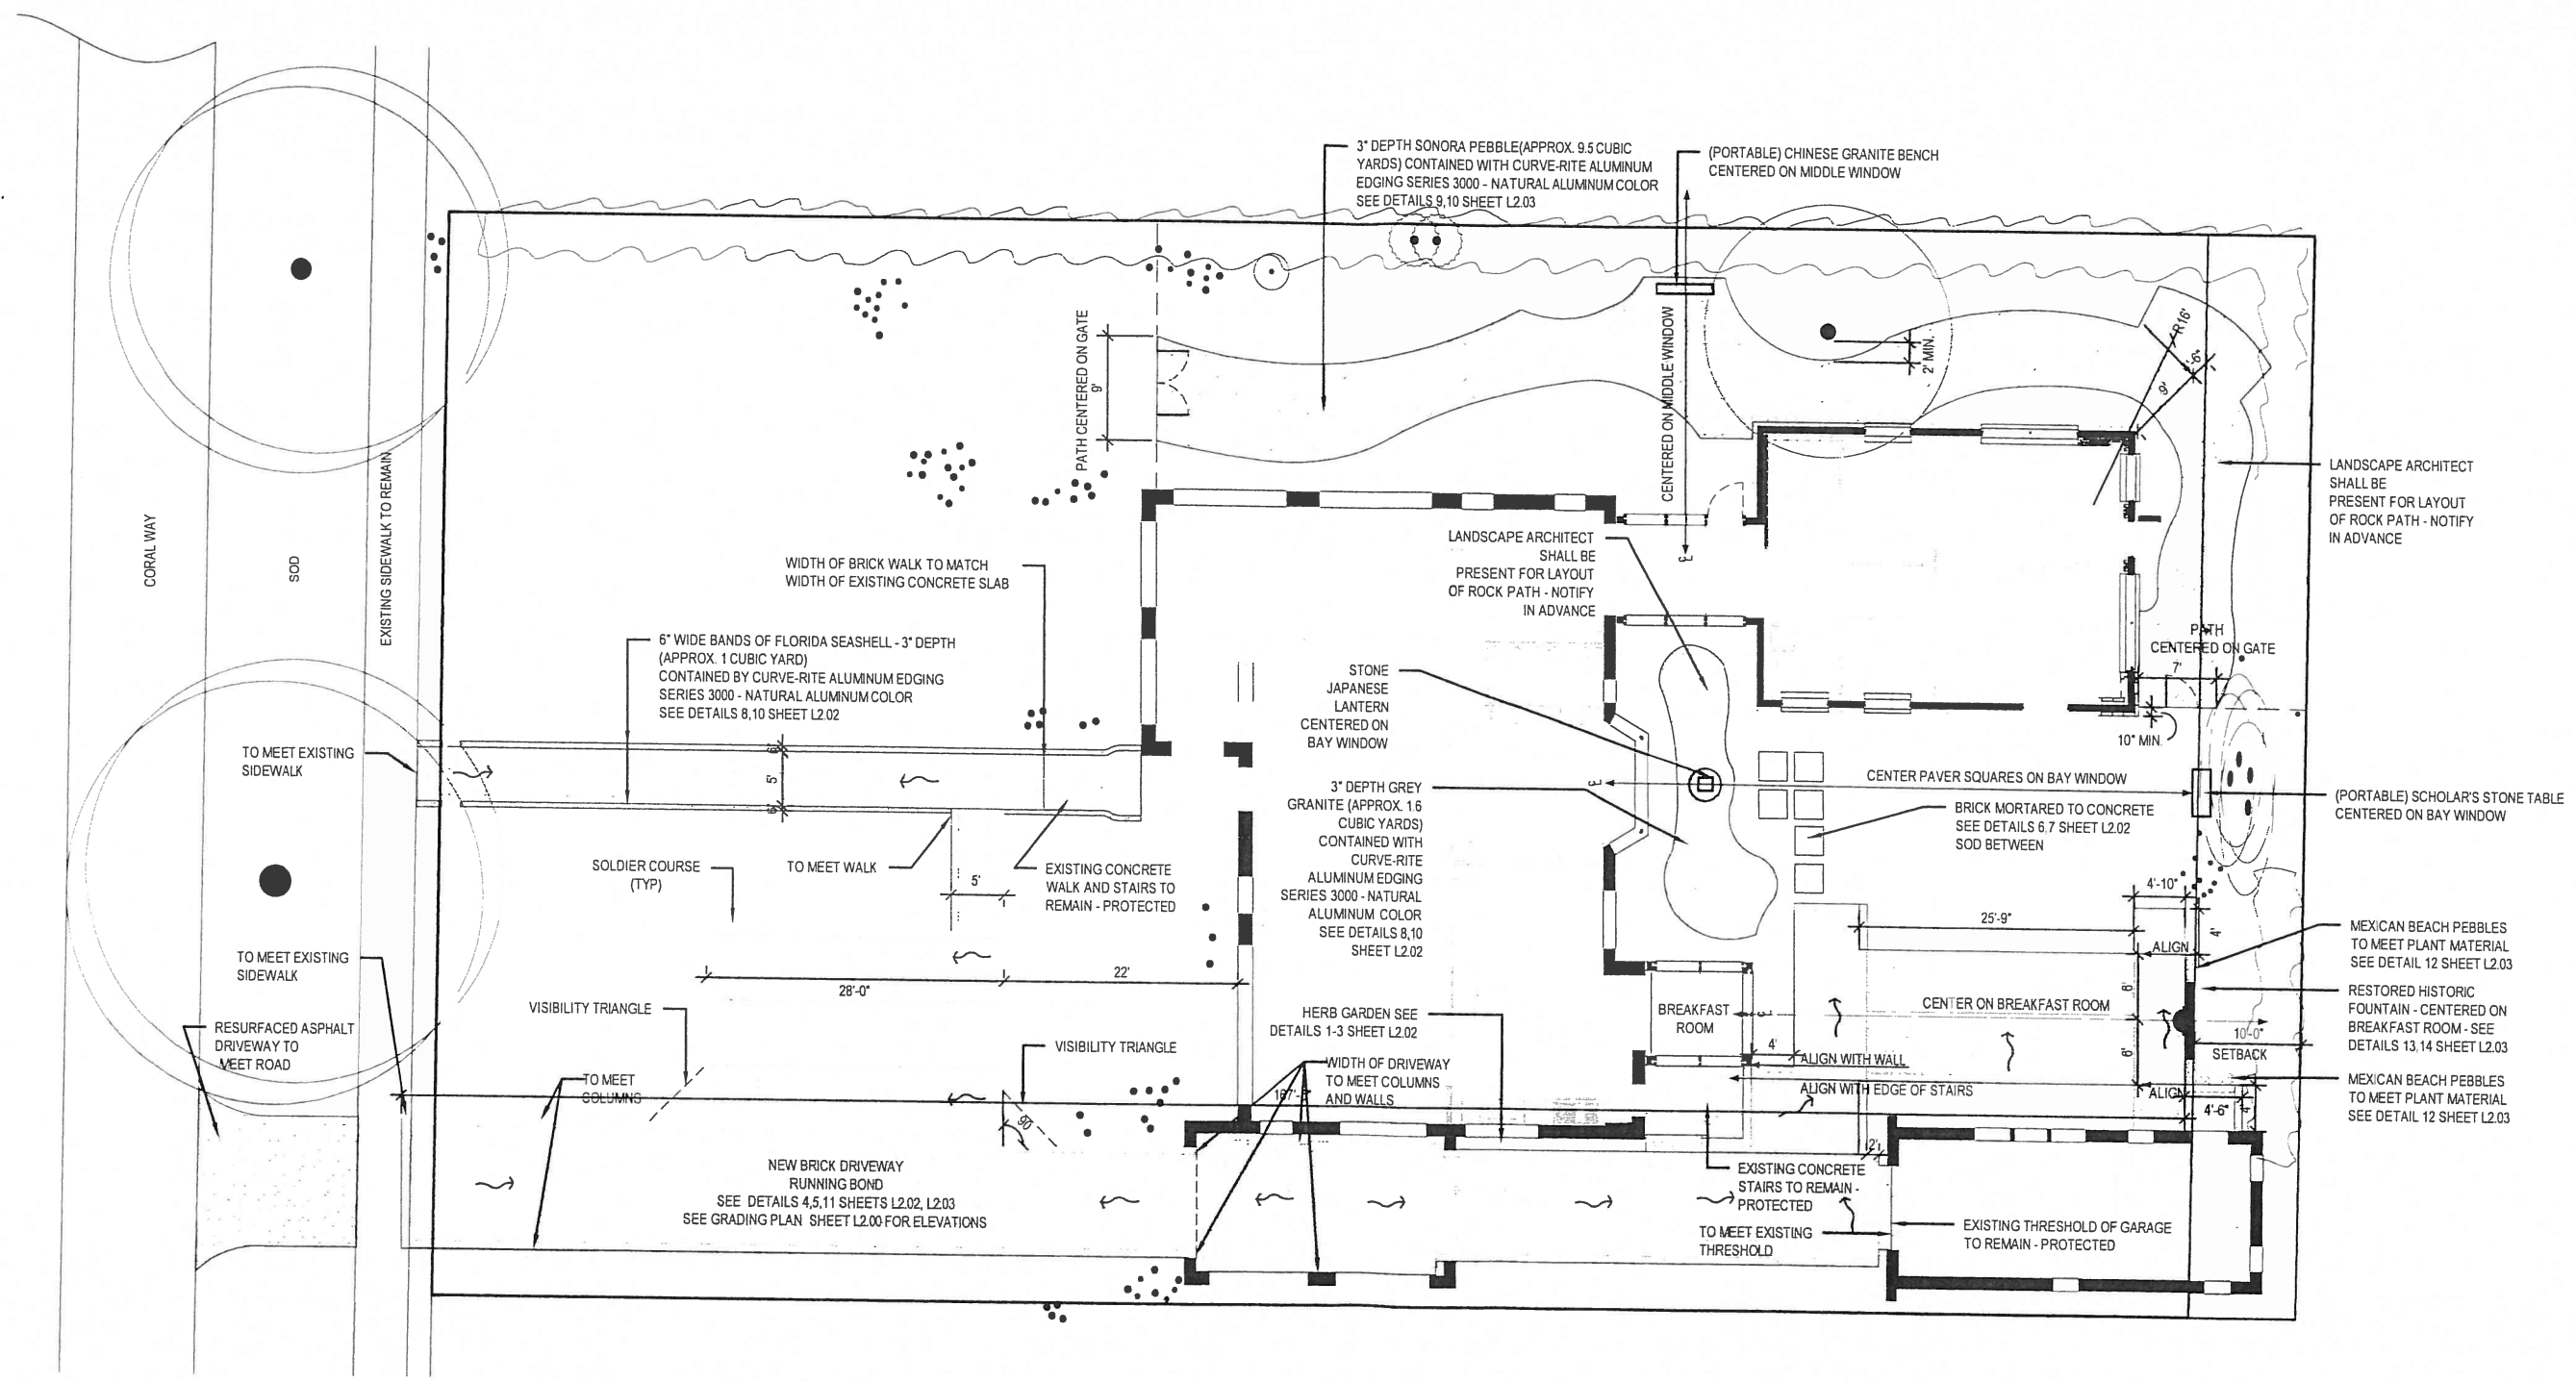 3" DEPTH SONORA PEBBLE(APPROX. 9.5 CUBIC
YARDS) CONTAINED WITH CURVE-RITE ALUMINUM
EDGING SERIES 3000 - NATURAL ALUMINUM COLOR
SEE DETAILS 9,10 SHEET L2.03
(PORTABLE) CHINESE GRANITE BENCH
CENTERED ON MIDDLE WINDOW
CORAL WAY
SOD
EXISTING SIDEWALK TO REMAIN
PATH CENTERED ON GATE
9'
CENTERED ON MIDDLE WINDOW
2' MIN.
R16'
9'
LANDSCAPE ARCHITECT
SHALL BE
PRESENT FOR LAYOUT
OF ROCK PATH - NOTIFY
IN ADVANCE
LANDSCAPE ARCHITECT
SHALL BE
PRESENT FOR LAYOUT
OF ROCK PATH - NOTIFY
IN ADVANCE
WIDTH OF BRICK WALK TO MATCH
WIDTH OF EXISTING CONCRETE SLAB
6" WIDE BANDS OF FLORIDA SEASHELL - 3" DEPTH
(APPROX. 1 CUBIC YARD)
CONTAINED BY CURVE-RITE ALUMINUM EDGING
SERIES 3000 - NATURAL ALUMINUM COLOR
SEE DETAILS 8,10 SHEET L2.02
STONE
JAPANESE
LANTERN
CENTERED ON
BAY WINDOW
PATH
CENTERED ON GATE
7'
10" MIN.
TO MEET EXISTING
SIDEWALK
6"
5'
6"
CENTER PAVER SQUARES ON BAY WINDOW
3" DEPTH GREY
GRANITE (APPROX. 1.6
CUBIC YARDS)
CONTAINED WITH
CURVE-RITE
ALUMINUM EDGING
SERIES 3000 - NATURAL
ALUMINUM COLOR
SEE DETAILS 8,10
SHEET L2.02
BRICK MORTARED TO CONCRETE
SEE DETAILS 6,7 SHEET L2.02
SOD BETWEEN
(PORTABLE) SCHOLAR'S STONE TABLE
CENTERED ON BAY WINDOW
SOLDIER COURSE
(TYP)
TO MEET WALK
5'
EXISTING CONCRETE
WALK AND STAIRS TO
REMAIN - PROTECTED
4'-10"
25'-9"
4'
ALIGN
MEXICAN BEACH PEBBLES
TO MEET PLANT MATERIAL
SEE DETAIL 12 SHEET L2.03
TO MEET EXISTING
SIDEWALK
28'-0"
22'
VISIBILITY TRIANGLE
HERB GARDEN SEE
DETAILS 1-3 SHEET L2.02
BREAKFAST
ROOM
CENTER ON BREAKFAST ROOM
RESTORED HISTORIC
FOUNTAIN - CENTERED ON
BREAKFAST ROOM - SEE
DETAILS 13,14 SHEET L2.03
10'-0"
SETBACK
RESURFACED ASPHALT
DRIVEWAY TO
MEET ROAD
VISIBILITY TRIANGLE
4'
ALIGN WITH WALL
ALIGN WITH EDGE OF STAIRS
TO MEET
COLUMNS
WIDTH OF DRIVEWAY
TO MEET COLUMNS
AND WALLS
ALIGN
4'-6"
4'
MEXICAN BEACH PEBBLES
TO MEET PLANT MATERIAL
SEE DETAIL 12 SHEET L2.03
90
2'
NEW BRICK DRIVEWAY
RUNNING BOND
SEE DETAILS 4,5,11 SHEETS L2.02, L2.03
SEE GRADING PLAN SHEET L2.00 FOR ELEVATIONS
EXISTING CONCRETE
STAIRS TO REMAIN -
PROTECTED
TO MEET EXISTING
THRESHOLD
EXISTING THRESHOLD OF GARAGE
TO REMAIN - PROTECTED